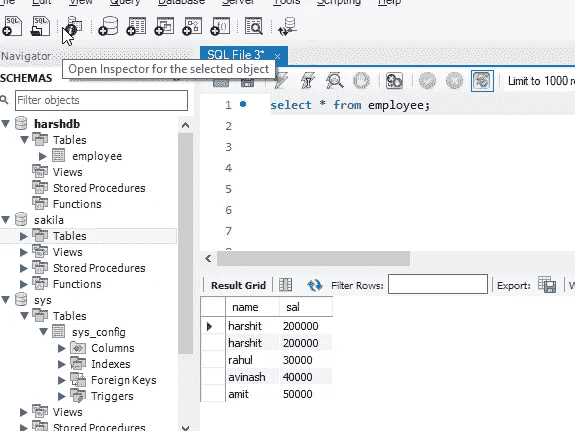 File Edit View Query Database Server Tools Scripting Help
SQL SQL
Navigator
SQL File 3* ×
Open Inspector for the selected object
SCHEMAS
Limit to 1000 r
Filter objects
1 select * from employee;
2
3
4
5
6
7
harshdb
Tables
employee
Views
Stored Procedures
Functions
sakila
Tables
Views
Stored Procedures
Functions
sys
Tables
sys_config
Columns
Indexes
Foreign Keys
Triggers
Views
Stored Procedures
Result Grid Filter Rows: Export:
name sal
harshit 200000
harshit 200000
rahul 30000
avinash 40000
amit 50000